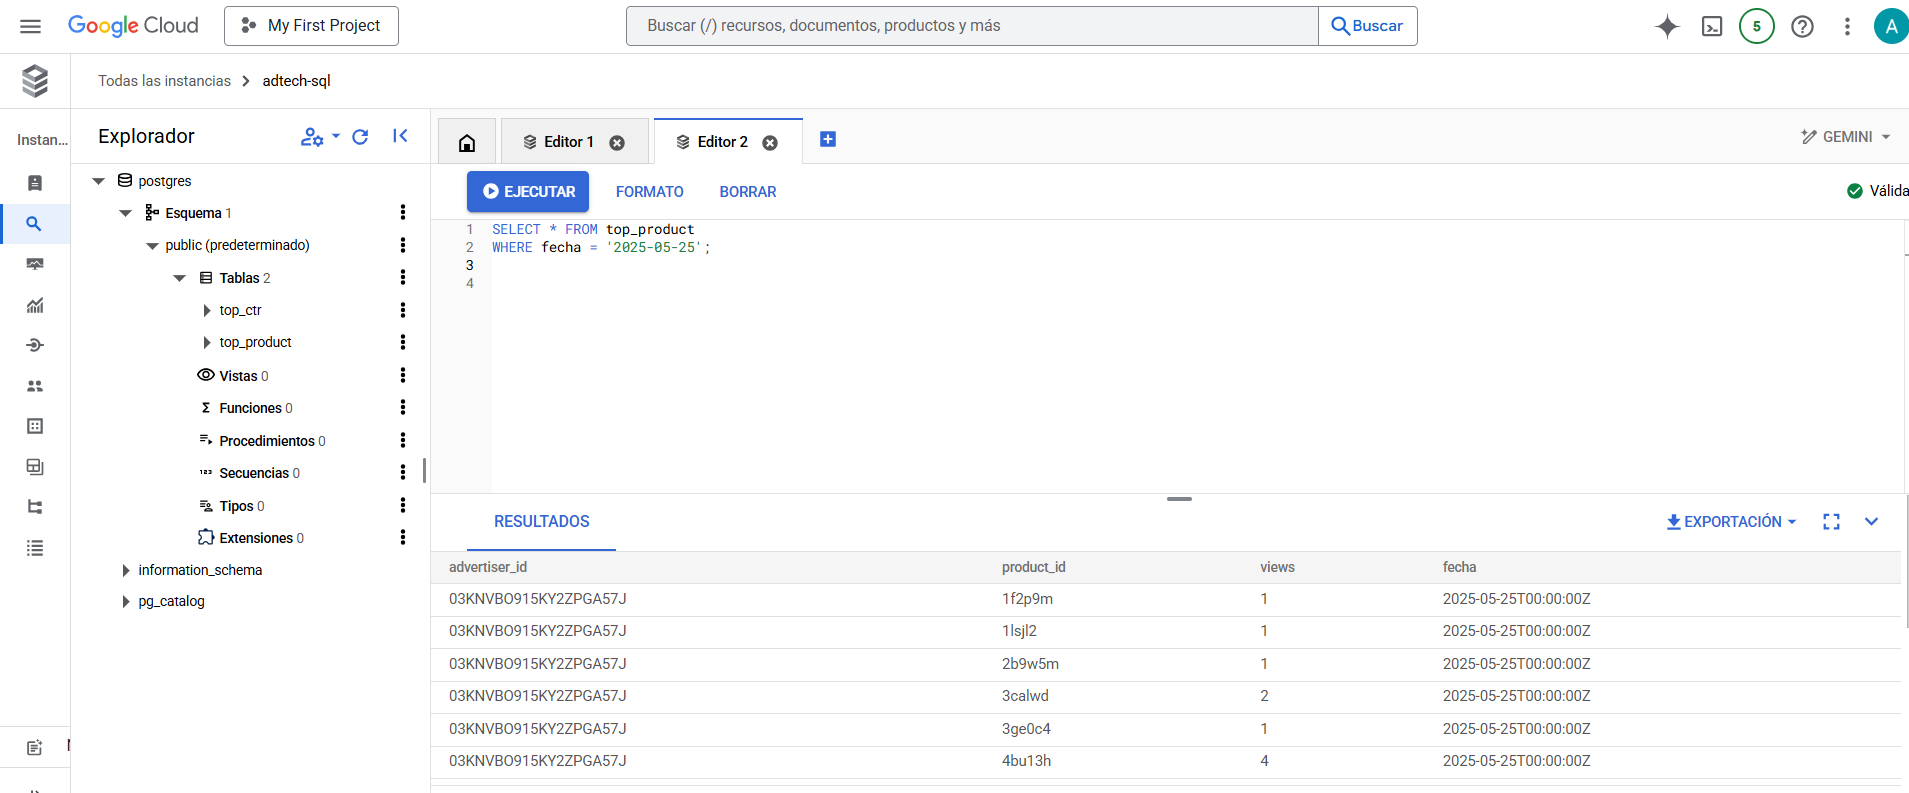 Google Cloud
My First Project
Buscar (/) recursos, documentos, productos y más
Buscar
5
A
Todas las instancias
adtech-sql
Instan...
Explorador
Editor 1
Editor 2
GEMINI
postgres
Esquema 1
public (predeterminado)
Tablas 2
top_ctr
top_product
Vistas 0
Funciones 0
Procedimientos 0
Secuencias 0
Tipos 0
Extensiones 0
information_schema
pg_catalog
EJECUTAR
FORMATO
BORRAR
Válida
1 SELECT * FROM top_product
2 WHERE fecha = '2025-05-25';
3
4
RESULTADOS
EXPORTACIÓN
advertiser_id product_id views fecha
03KNVBO915KY2ZPGA57J 1f2p9m 1 2025-05-25T00:00:00Z
03KNVBO915KY2ZPGA57J 1lsjl2 1 2025-05-25T00:00:00Z
03KNVBO915KY2ZPGA57J 2b9w5m 1 2025-05-25T00:00:00Z
03KNVBO915KY2ZPGA57J 3calwd 2 2025-05-25T00:00:00Z
03KNVBO915KY2ZPGA57J 3ge0c4 1 2025-05-25T00:00:00Z
03KNVBO915KY2ZPGA57J 4bu13h 4 2025-05-25T00:00:00Z